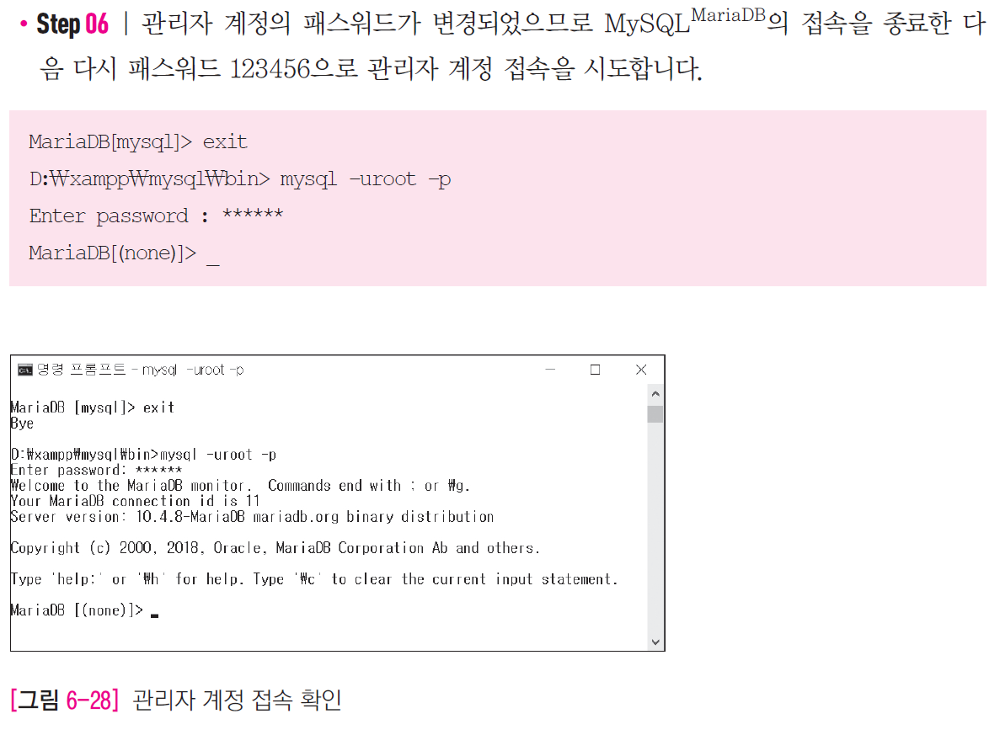 • Step 06 | 관리자 계정의 패스워드가 변경되었으므로 MySQL^MariaDB의 접속을 종료한 다
음 다시 패스워드 123456으로 관리자 계정 접속을 시도합니다.
MariaDB[mysql]> exit
D:₩xampp₩mysql₩bin> mysql -uroot -p
Enter password : ******
MariaDB[(none)]> _
명령 프롬프트 - mysql -uroot -p
MariaDB [mysql]> exit
Bye
D:₩xampp₩mysql₩bin>mysql -uroot -p
Enter password: ******
Welcome to the MariaDB monitor.  Commands end with ; or ₩g.
Your MariaDB connection id is 11
Server version: 10.4.8-MariaDB mariadb.org binary distribution
Copyright (c) 2000, 2018, Oracle, MariaDB Corporation Ab and others.
Type 'help;' or '₩h' for help. Type '₩c' to clear the current input statement.
MariaDB [(none)]> _
[그림 6-28] 관리자 계정 접속 확인